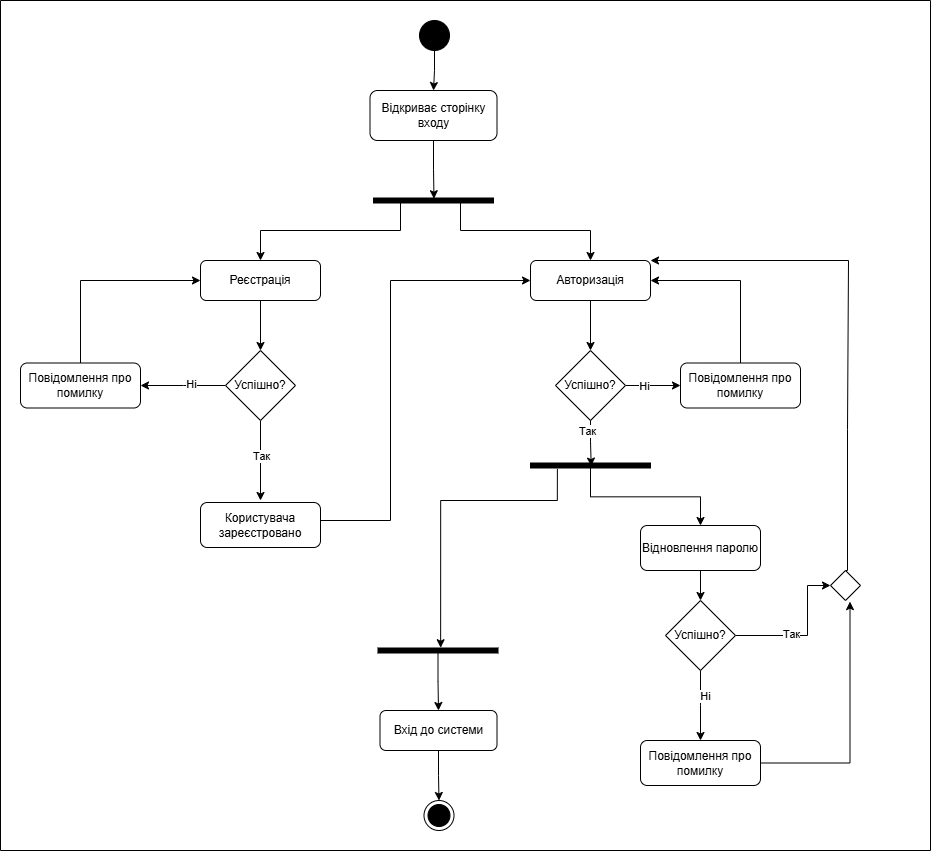 Відкриває сторінку
входу
Реєстрація
Авторизація
Повідомлення про
помилку
Ні
Успішно?
Успішно?
Ні
Повідомлення про
помилку
Так
Так
Користувача
зареєстровано
Відновлення паролю
Успішно?
Так
Ні
Вхід до системи
Повідомлення про
помилку